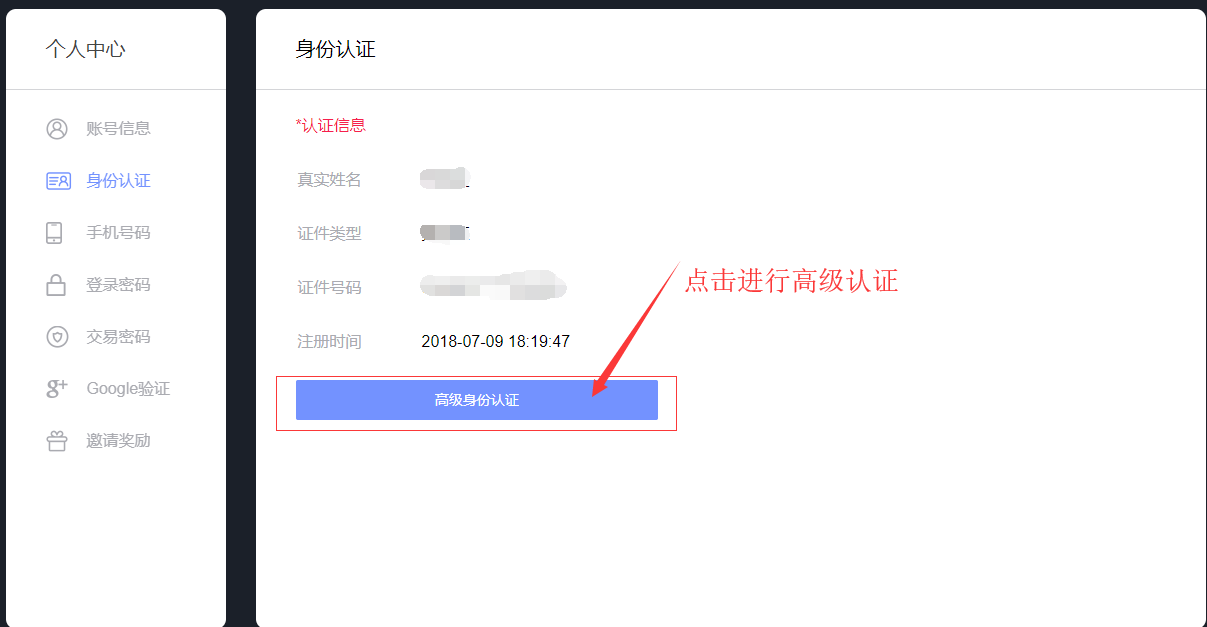 个人中心
账号信息
身份认证
手机号码
登录密码
交易密码
Google验证
邀请奖励
身份认证
*认证信息
真实姓名
证件类型
证件号码
注册时间 2018-07-09 18:19:47
高级身份认证
点击进行高级认证